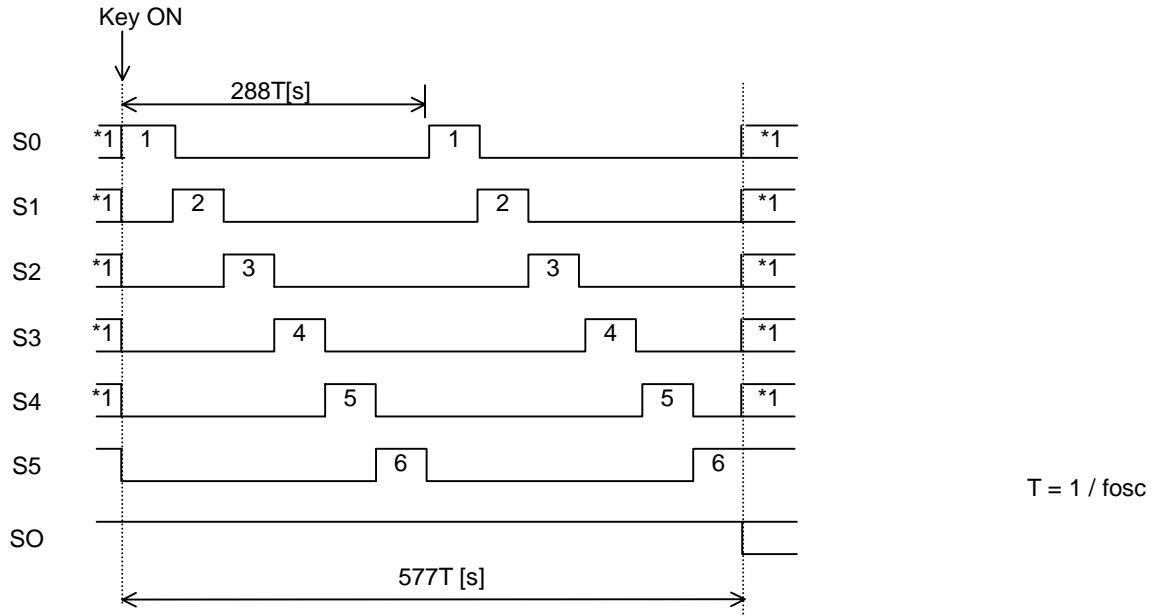 Key ON
288T[s]
S0 *1 1 1 *1
S1 *1 2 2 *1
S2 *1 3 3 *1
S3 *1 4 4 *1
S4 *1 5 5 *1
S5 6 6
T = 1 / fosc
SO
577T [s]